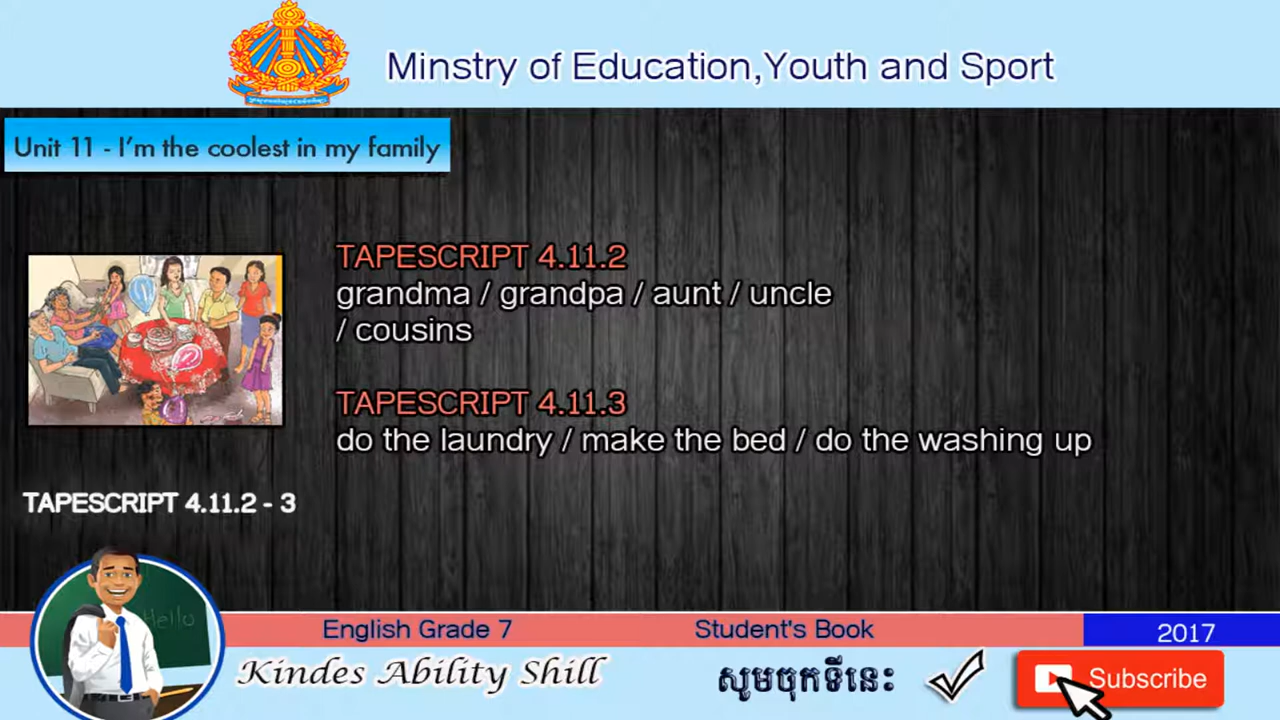 Minstry of Education,Youth and Sport
Unit 11 - I'm the coolest in my family
TAPESCRIPT 4.11.2
grandma / grandpa / aunt / uncle
/ cousins
TAPESCRIPT 4.11.3
do the laundry / make the bed / do the washing up
TAPESCRIPT 4.11.2 - 3
Hello
English Grade 7
Student's Book
2017
Kindes Ability Shill
សូមចុកទីនេះ
Subscribe